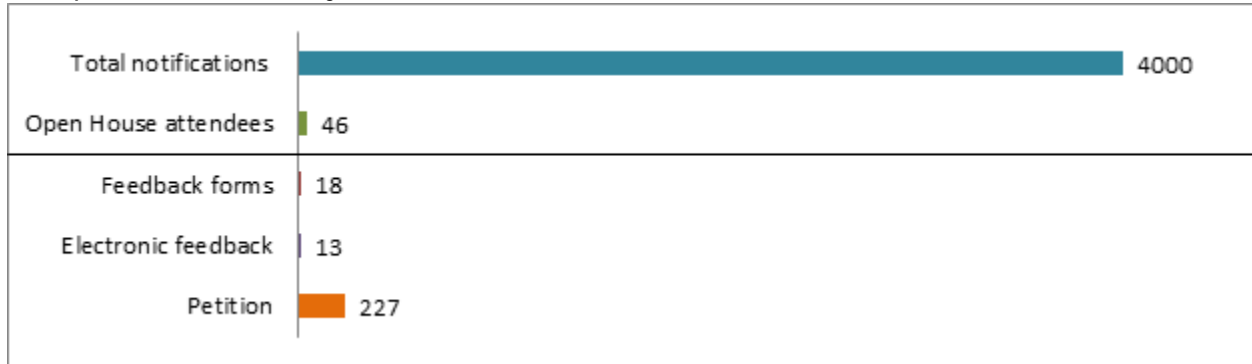 Total notifications 4000
Open House attendees 46
Feedback forms 18
Electronic feedback 13
Petition 227